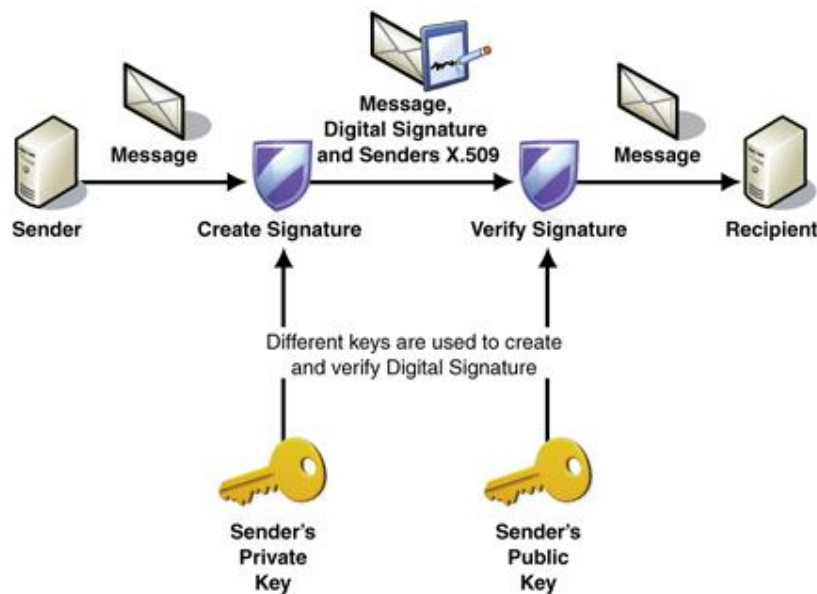 Message,
Digital Signature
and Senders X.509
Message
Message
Sender
Create Signature
Verify Signature
Recipient
Different keys are used to create
and verify Digital Signature
Sender's
Private
Key
Sender's
Public
Key